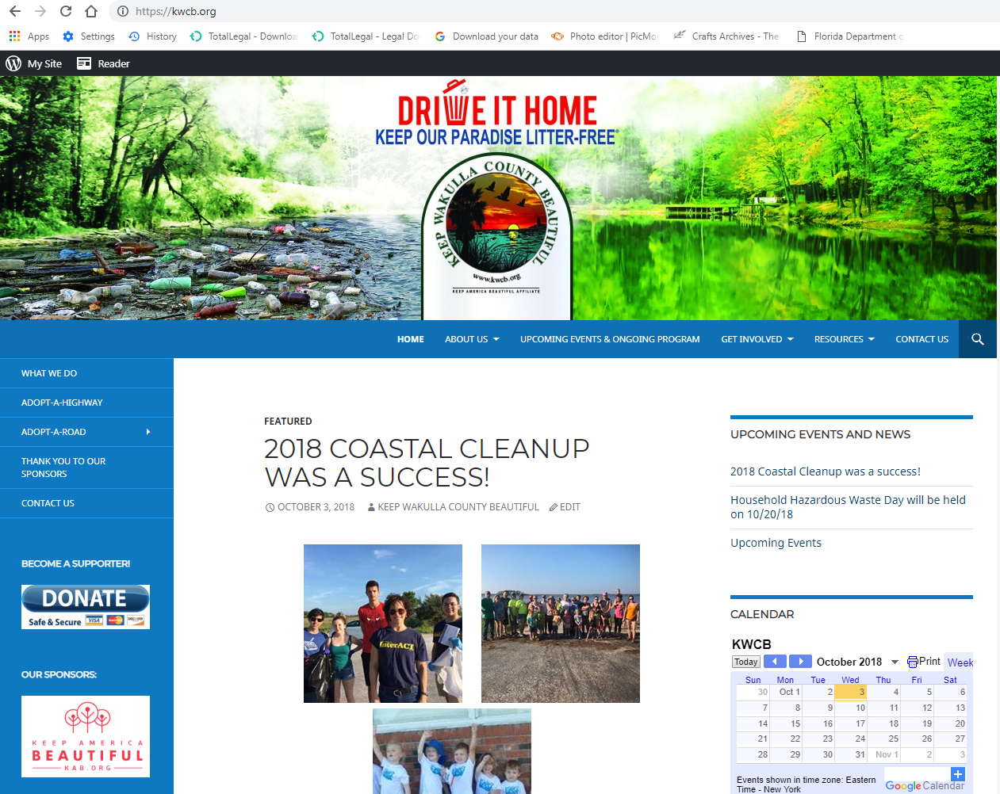 https://kwcb.org
Apps Settings History TotalLegal - Downloa TotalLegal - Legal Do Download your data Photo editor | PicMon Crafts Archives - The Florida Department o
My Site Reader
DRIVE IT HOME
KEEP OUR PARADISE LITTER-FREE®
KEEP WAKULLA COUNTY BEAUTIFUL
www.kwcb.org
KEEP AMERICA BEAUTIFUL AFFILIATE
HOME ABOUT US UPCOMING EVENTS & ONGOING PROGRAM GET INVOLVED RESOURCES CONTACT US
WHAT WE DO
ADOPT-A-HIGHWAY
ADOPT-A-ROAD
THANK YOU TO OUR
SPONSORS
CONTACT US
BECOME A SUPPORTER!
DONATE
Safe & Secure VISA MasterCard DISCOVER
OUR SPONSORS:
KEEP AMERICA
BEAUTIFUL
KAB.ORG
FEATURED
2018 COASTAL CLEANUP
WAS A SUCCESS!
OCTOBER 3, 2018 KEEP WAKULLA COUNTY BEAUTIFUL EDIT
InterACT
UPCOMING EVENTS AND NEWS
2018 Coastal Cleanup was a success!
Household Hazardous Waste Day will be held
on 10/20/18
Upcoming Events
CALENDAR
KWCB
Today October 2018 Print Week
Sun Mon Tue Wed Thu Fri Sat
30 Oct 1 2 3 4 5 6
7 8 9 10 11 12 13
14 15 16 17 18 19 20
21 22 23 24 25 26 27
28 29 30 31 Nov 1 2 3
Events shown in time zone: Eastern
Time - New York
Google Calendar